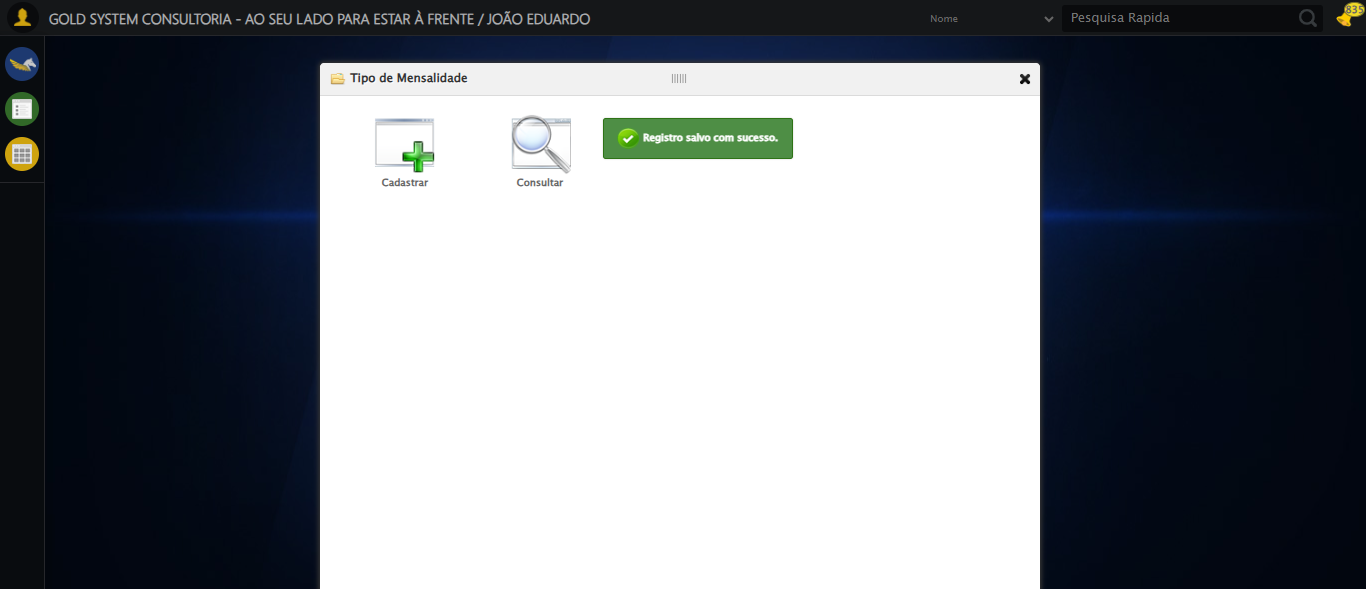 GOLD SYSTEM CONSULTORIA - AO SEU LADO PARA ESTAR À FRENTE / JOÃO EDUARDO
Nome
Pesquisa Rapida
835
Tipo de Mensalidade
Registro salvo com sucesso.
Cadastrar
Consultar